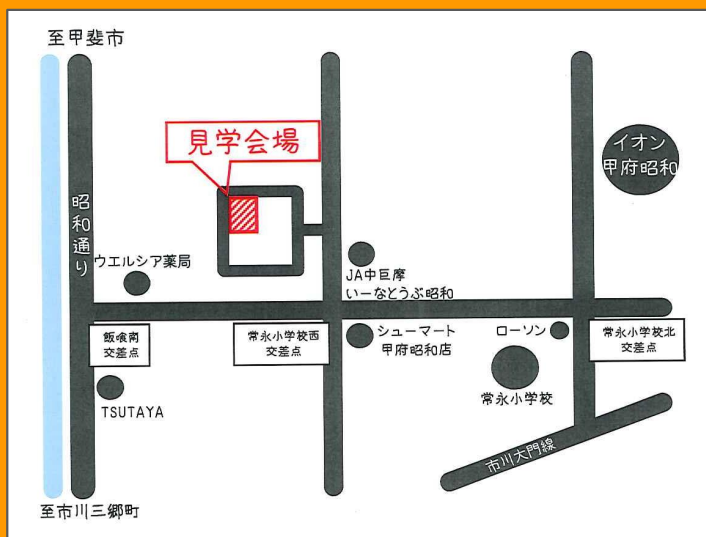 至甲斐市
見学会場
イオン
甲府昭和
昭和通り
ウエルシア薬局
JA中巨摩
いーなとうぶ昭和
飯喰南
交差点
常永小学校西
交差点
シューマート
甲府昭和店
ローソン
常永小学校北
交差点
TSUTAYA
常永小学校
市川大門線
至市川三郷町